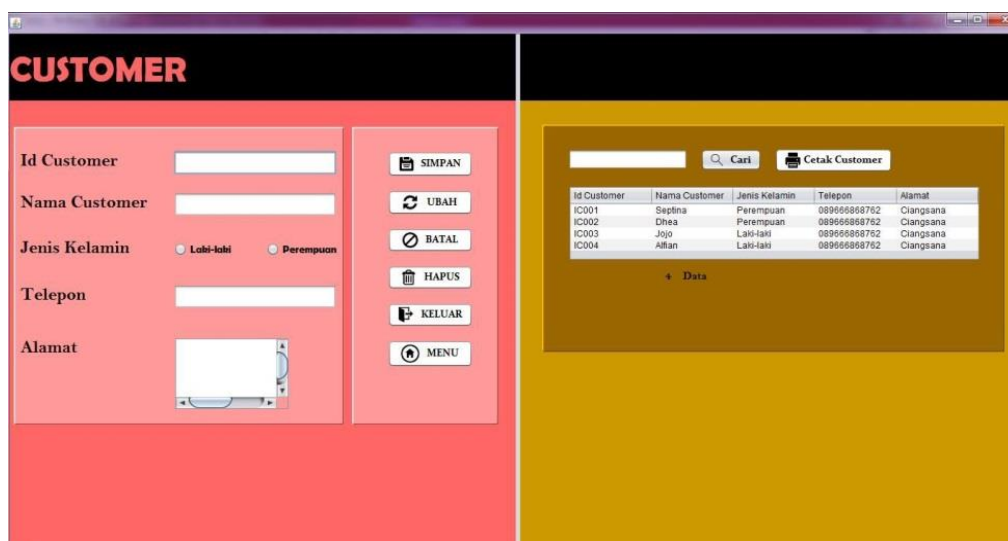 CUSTOMER
Id Customer
Nama Customer
Jenis Kelamin
Laki-laki
Perempuan
Telepon
Alamat
SIMPAN
UBAH
BATAL
HAPUS
KELUAR
MENU
Cari
Cetak Customer
Id Customer Nama Customer Jenis Kelamin Telepon Alamat
IC001 Septina Perempuan 089666868762 Ciangsana
IC002 Dhea Perempuan 089666868762 Ciangsana
IC003 Jojo Laki-laki 089666868762 Ciangsana
IC004 Alfian Laki-laki 089666868762 Ciangsana
4 Data